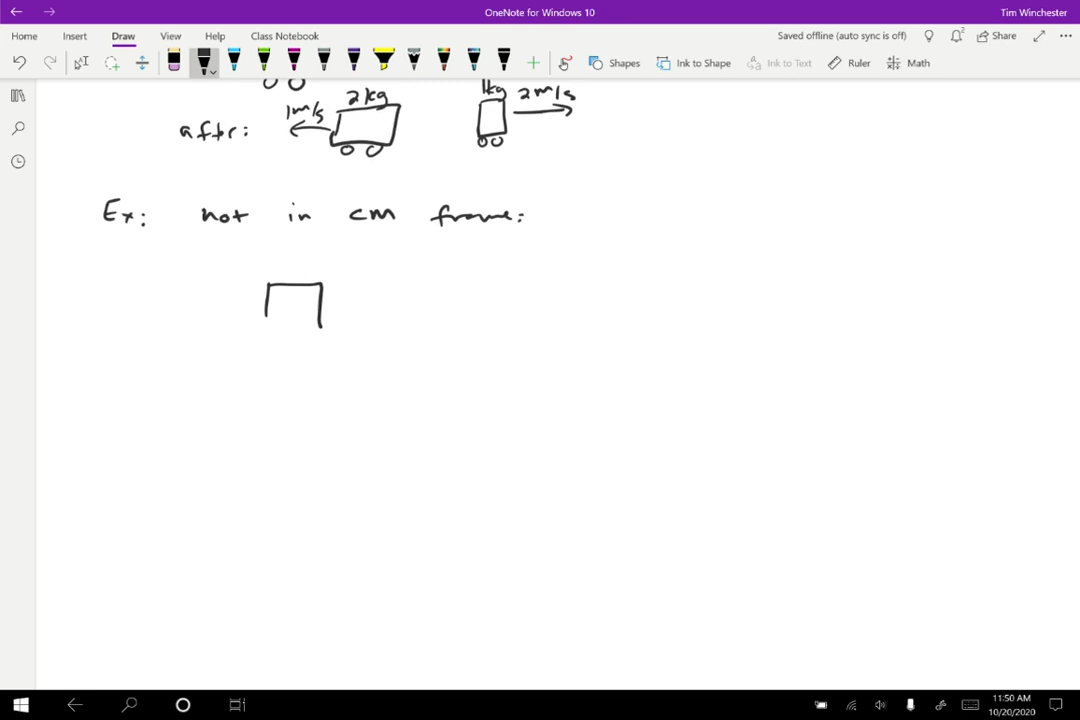 OneNote for Windows 10
Tim Winchester
Home Insert Draw View Help Class Notebook
Saved offline (auto sync is off) Share
Shapes Ink to Shape Ink to Text Ruler Math
1m/s 2kg 1kg 2m/s
after:
Ex: not in cm frame:
11:50 AM
10/20/2020